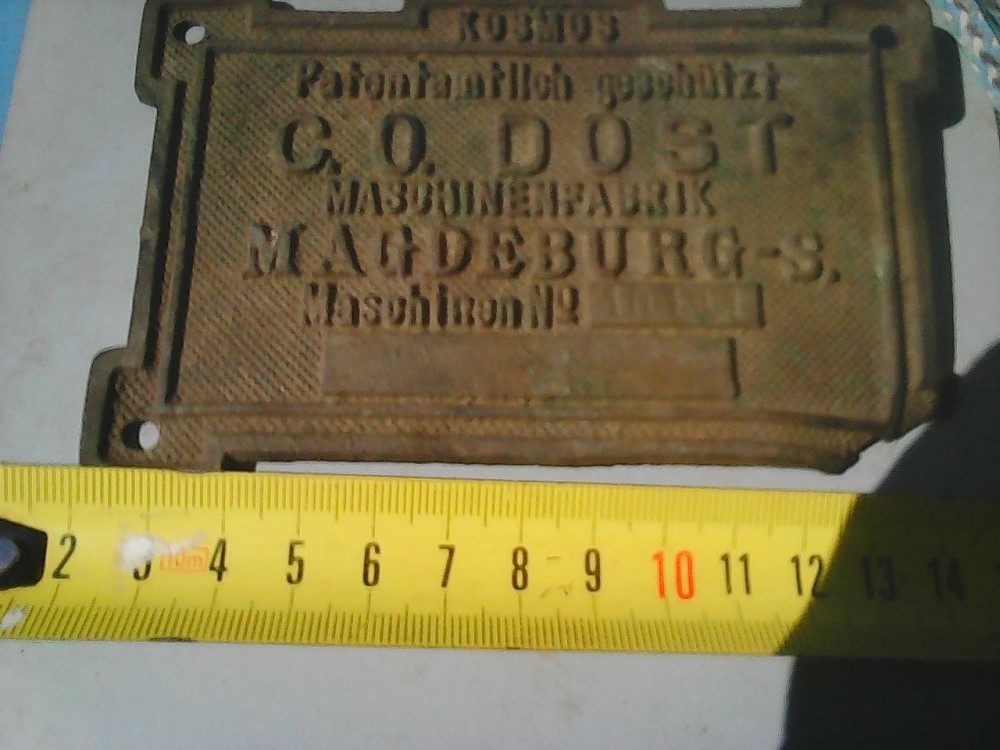 KOSMOS
Patentamtlich geschützt
C. O. DOST
MASCHINENFABRIK
MAGDEBURG-S.
Maschinen Nº
2 3 10m 4 5 6 7 8 9 10 11 12 13 14